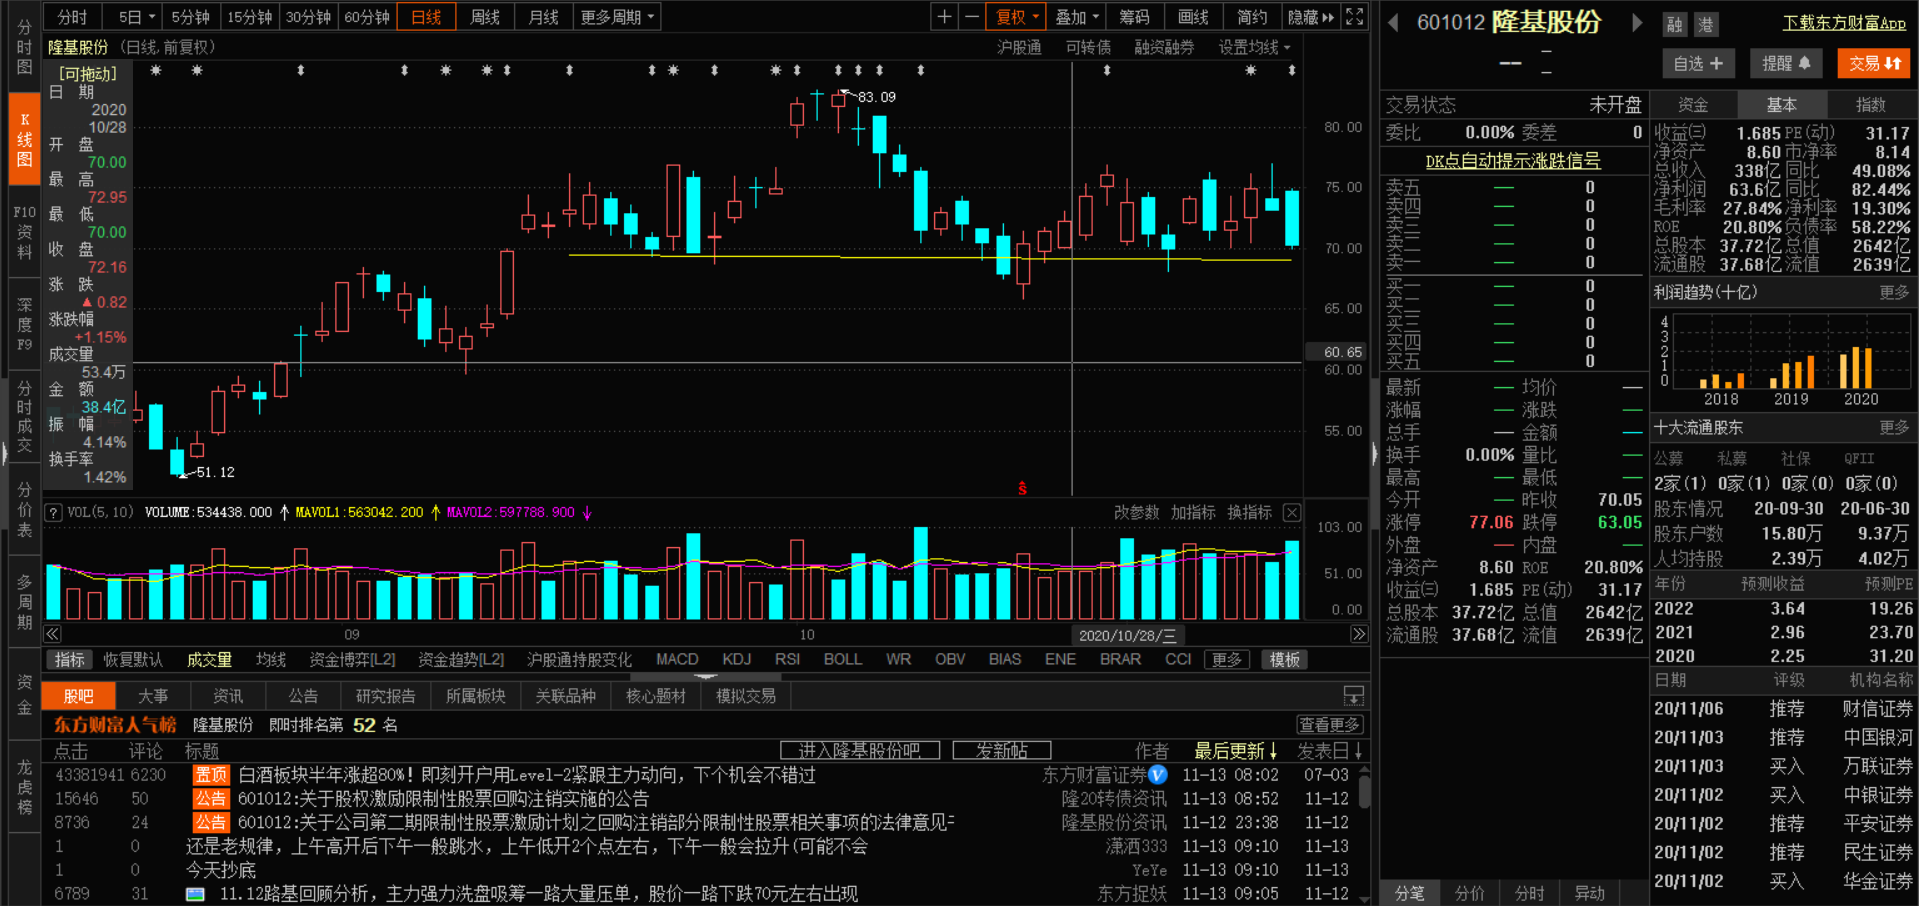 分时 5日 5分钟 15分钟 30分钟 60分钟 日线 周线 月线 更多周期
复权 叠加 筹码 画线 简约 隐藏
隆基股份 (日线,前复权)
沪股通 可转债 融资融券 设置均线
分时图
K线图
F10资料
深度F9
分时成交
分价表
多周期
资金
龙虎榜
[可拖动]
日 期
2020
10/28
开 盘
70.00
最 高
72.95
最 低
70.00
收 盘
72.16
涨 跌
▲0.82
涨跌幅
+1.15%
成交量
53.4万
金 额
38.4亿
振 幅
4.14%
换手率
1.42%
83.09
51.12
S
80.00
75.00
70.00
65.00
60.65
60.00
55.00
? VOL(5,10) VOLUME:534438.000 ↑ MAVOL1:563042.200 ↑ MAVOL2:597788.900 ↓
改参数 加指标 换指标
103.00
51.00
0.00
09 10 2020/10/28/三
指标 恢复默认 成交量 均线 资金博弈[L2] 资金趋势[L2] 沪股通持股变化 MACD KDJ RSI BOLL WR OBV BIAS ENE BRAR CCI 更多 模板
股吧 大事 资讯 公告 研究报告 所属板块 关联品种 核心题材 模拟交易
东方财富人气榜 隆基股份 即时排名第 52 名 查看更多
点击 评论 标题 进入隆基股份吧 发新帖 作者 最后更新↓ 发表日↓
43381941 6230 置顶 白酒板块半年涨超80%！即刻开户用Level-2紧跟主力动向，下个机会不错过 东方财富证券 11-13 08:02 07-03
15646 50 公告 601012:关于股权激励限制性股票回购注销实施的公告 隆20转债资讯 11-13 08:52 11-12
8736 24 公告 601012:关于公司第二期限制性股票激励计划之回购注销部分限制性股票相关事项的法律意见 隆基股份资讯 11-12 23:38 11-12
1 0 还是老规律，上午高开后下午一般跳水，上午低开2个点左右，下午一般会拉升(可能不会 潇洒333 11-13 09:10 11-13
1 0 今天抄底 YeYe 11-13 09:10 11-13
6789 31 11.12路基回顾分析，主力强力洗盘吸筹一路大量压单，股价一路下跌70元左右出现 东方捉妖 11-13 09:05 11-12
601012 隆基股份 融 港 下载东方财富App
自选 + 提醒 交易
交易状态 未开盘
委比 0.00% 委差 0
DK点自动提示涨跌信号
卖五 — 0
卖四 — 0
卖三 — 0
卖二 — 0
卖一 — 0
买一 — 0
买二 — 0
买三 — 0
买四 — 0
买五 — 0
最新 — 均价 —
涨幅 — 涨跌 —
总手 — 金额 —
换手 0.00% 量比 —
最高 — 最低 —
今开 — 昨收 70.05
涨停 77.06 跌停 63.05
外盘 — 内盘 —
净资产 8.60 ROE 20.80%
收益㈢ 1.685 PE(动) 31.17
总股本 37.72亿 总值 2642亿
流通股 37.68亿 流值 2639亿
分笔 分价 分时 异动
资金 基本 指数
收益㈢ 1.685 PE(动) 31.17
净资产 8.60 市净率 8.14
总收入 338亿 同比 49.08%
净利润 63.6亿 同比 82.44%
毛利率 27.84% 净利率 19.30%
ROE 20.80% 负债率 58.22%
总股本 37.72亿 总值 2642亿
流通股 37.68亿 流值 2639亿
利润趋势(十亿) 更多
4
3
2
1
0
2018 2019 2020
十大流通股东 更多
公募 私募 社保 QFII
2家(1) 0家(1) 0家(0) 0家(0)
股东情况 20-09-30 20-06-30
股东户数 15.80万 9.37万
人均持股 2.39万 4.02万
年份 预测收益 预测PE
2022 3.64 19.26
2021 2.96 23.70
2020 2.25 31.20
日期 评级 机构名称
20/11/06 推荐 财信证券
20/11/03 推荐 中国银河
20/11/03 买入 万联证券
20/11/02 买入 中银证券
20/11/02 推荐 平安证券
20/11/02 推荐 民生证券
20/11/02 买入 华金证券